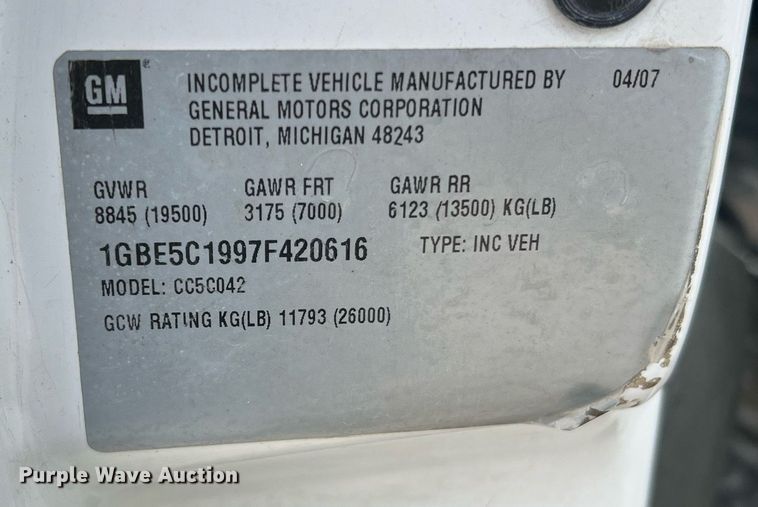 GM ® INCOMPLETE VEHICLE MANUFACTURED BY 04/07
GENERAL MOTORS CORPORATION
DETROIT, MICHIGAN 48243
GVWR GAWR FRT GAWR RR
8845 (19500) 3175 (7000) 6123 (13500) KG(LB)
1GBE5C1997F420616 TYPE: INC VEH
MODEL: CC5C042
GCW RATING KG(LB) 11793 (26000)
Purple Wave Auction